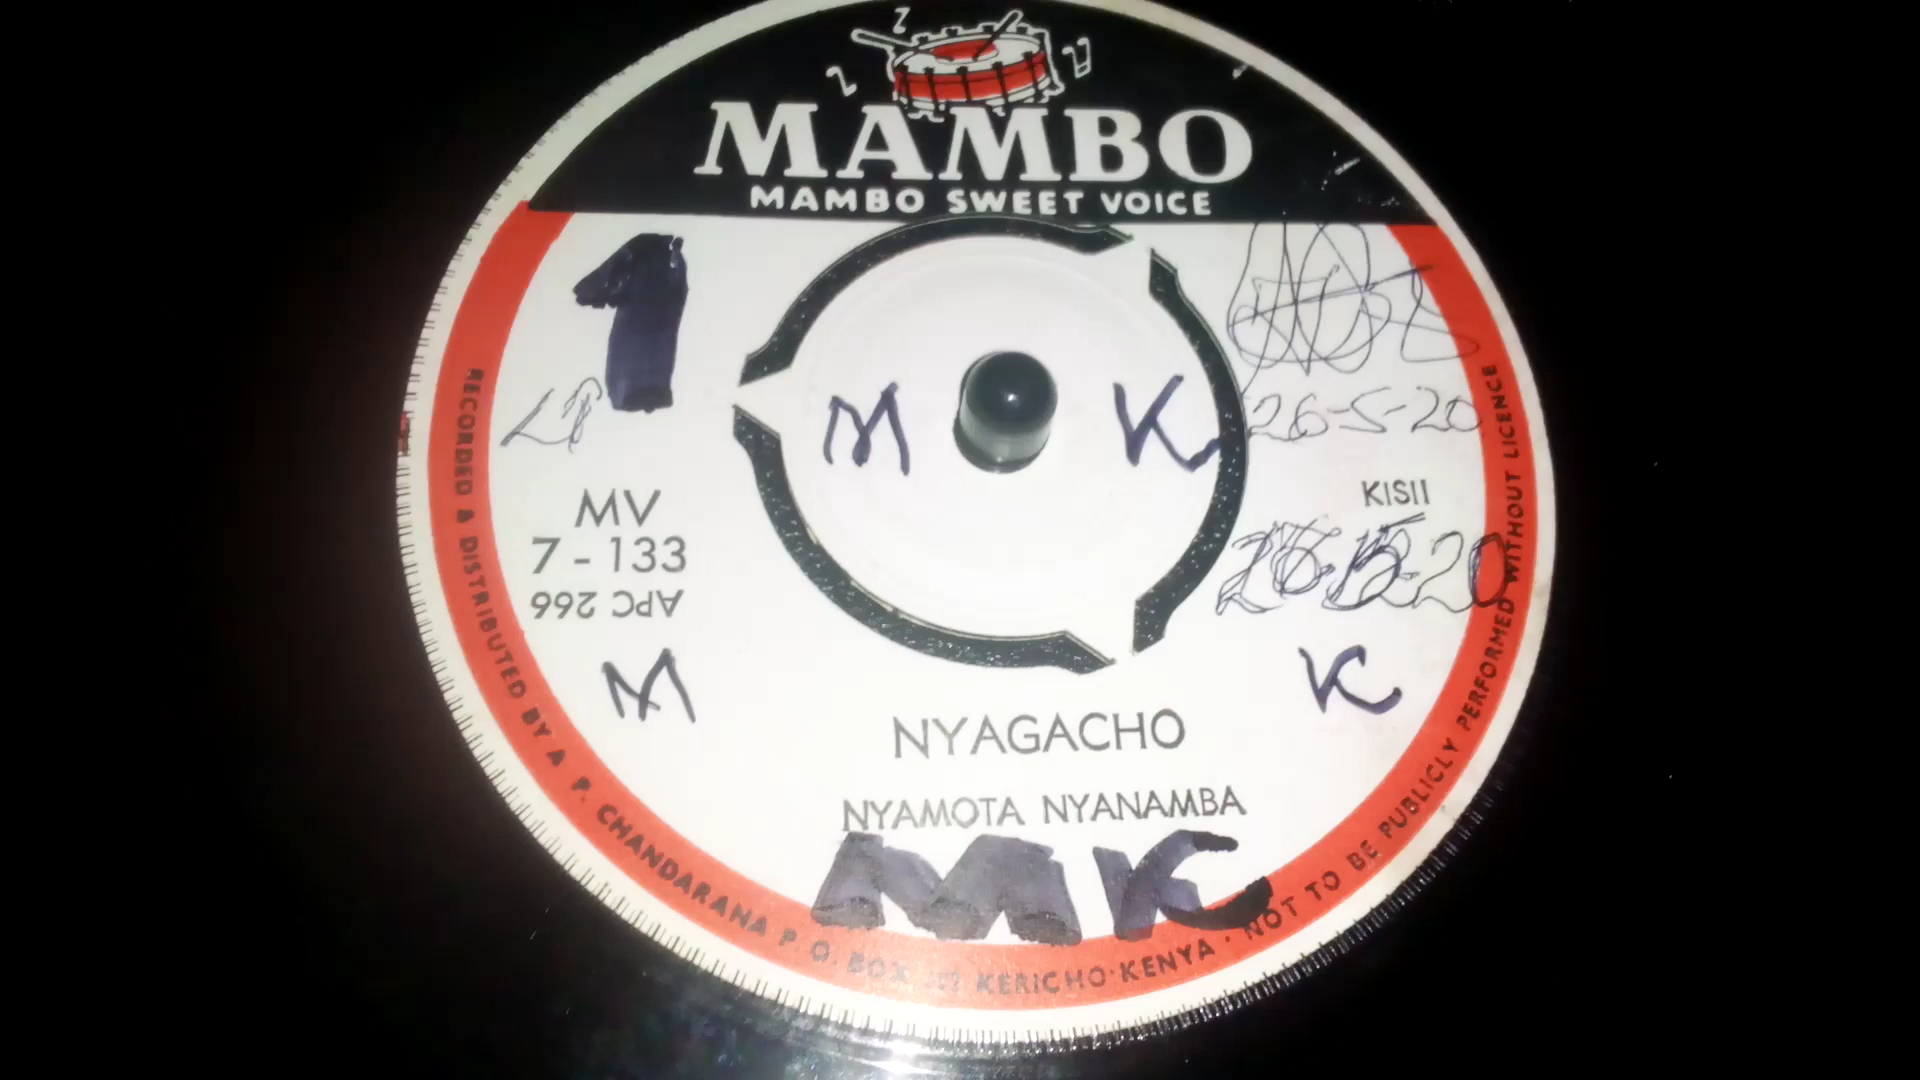 MAMBO
MAMBO SWEET VOICE
1
LP
M K
26-5-20
MV
7 - 133
APC 266
KISII
M K
NYAGACHO
NYAMOTA NYANAMBA
MK
RECORDED & DISTRIBUTED BY A. P. CHANDARANA P. O. BOX KERICHO·KENYA · NOT TO BE PUBLICLY PERFORMED WITHOUT LICENCE